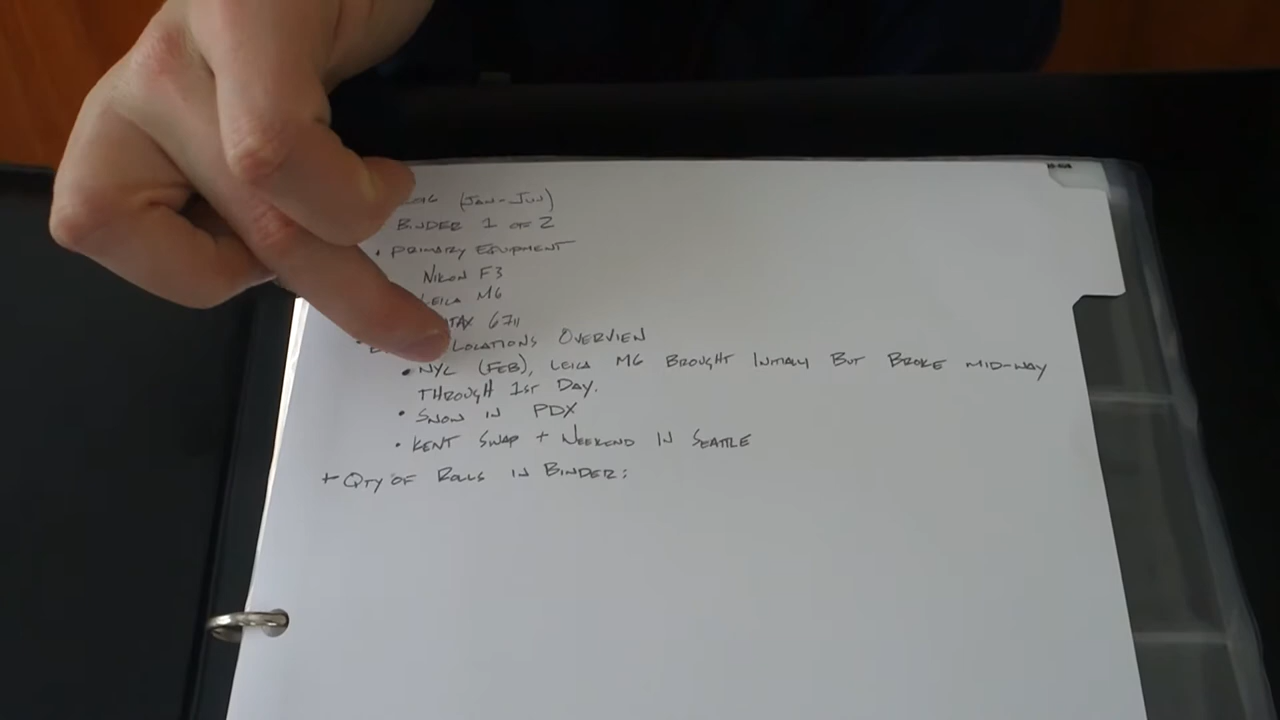 (Jan-Jun)
Binder 1 of 2
• Primary Equipment
Nikon F3
Leica M6
67II
Locations Overview
• NYC (Feb), Leica M6 Brought Initialy But Broke Mid-Way
Through 1st Day.
• Snow in PDX
• Kent Swap + Weekend in Seattle
+ Qty of Rolls in Binder: